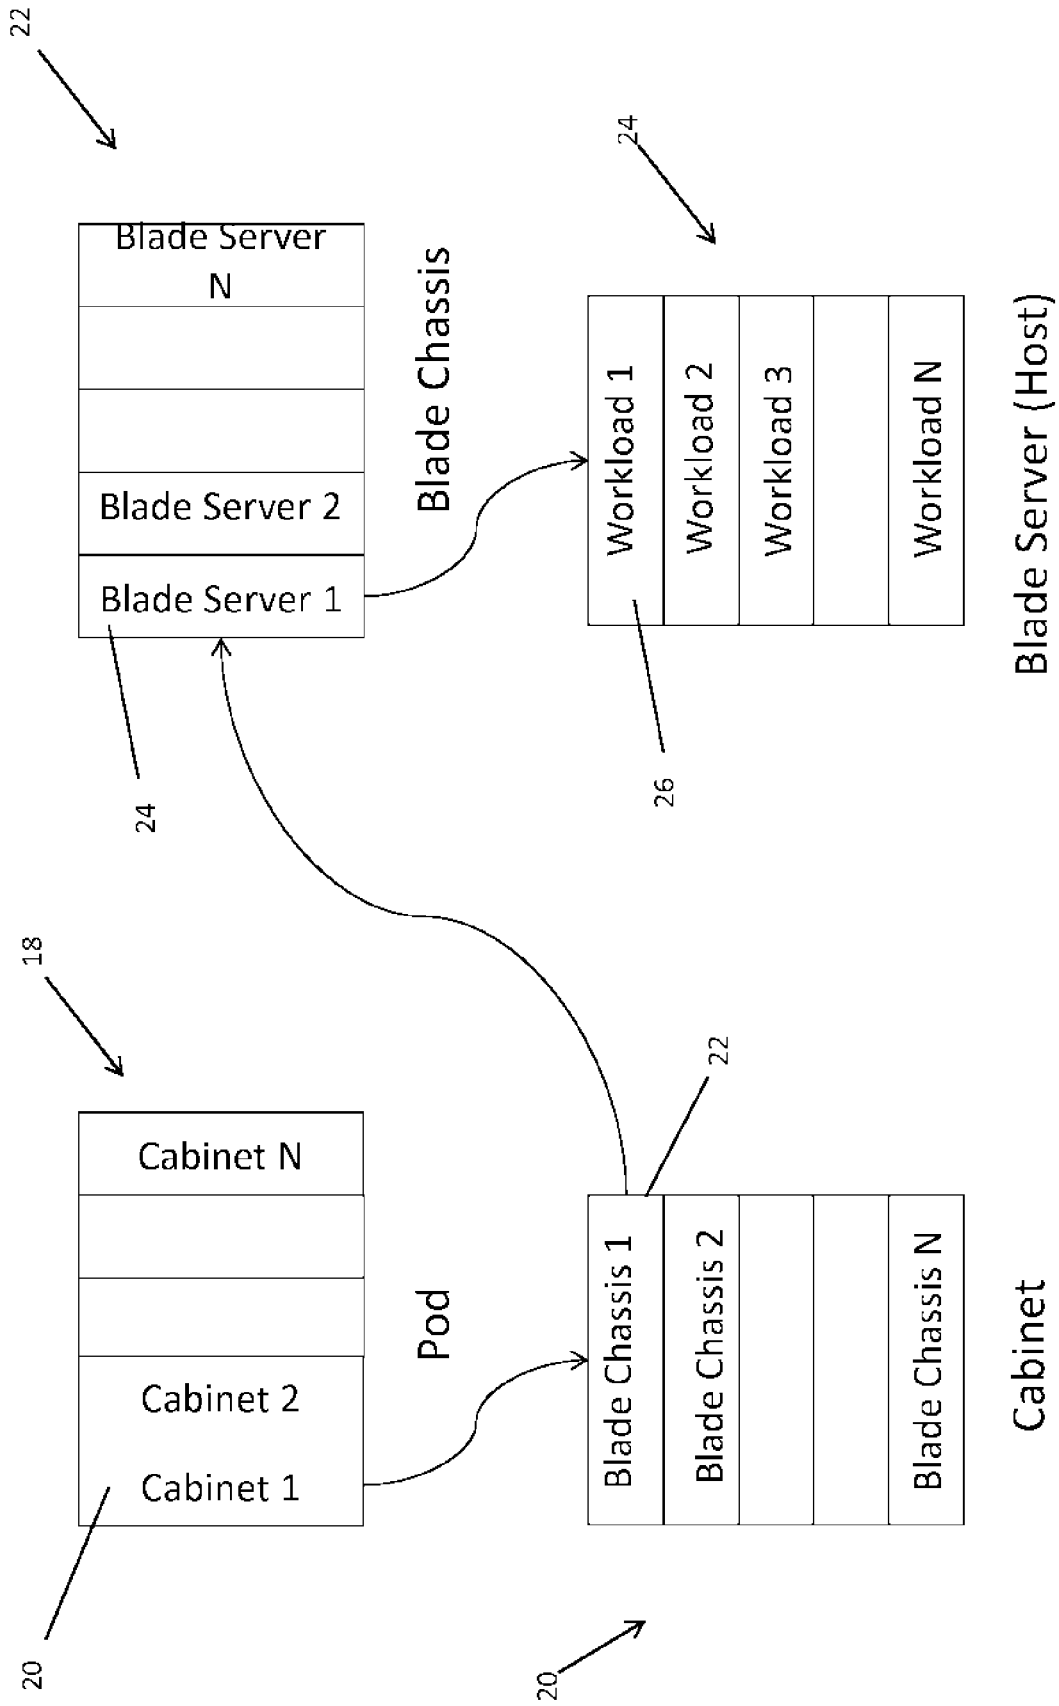 22
Blade Server
N
Blade Server 2
Blade Server 1
24
Blade Chassis
24
Workload 1
Workload 2
Workload 3
Workload N
26
Blade Server (Host)
18
Cabinet N
Cabinet 2
Cabinet 1
20
Pod
22
Blade Chassis 1
Blade Chassis 2
Blade Chassis N
20
Cabinet